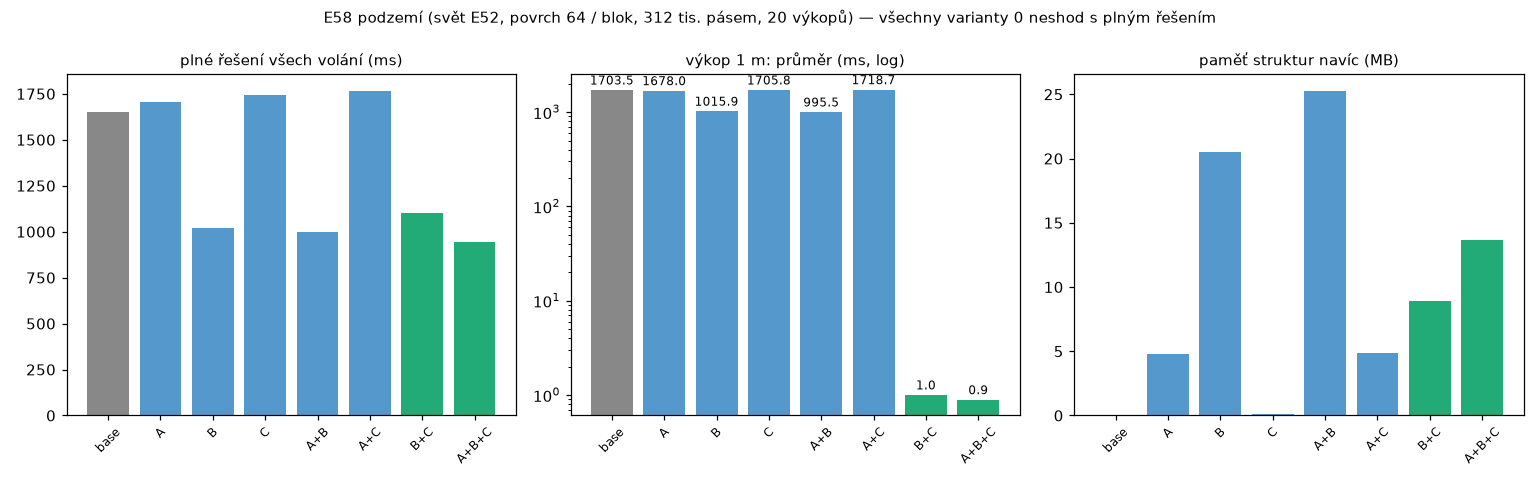 E58 podzemí (svět E52, povrch 64 / blok, 312 tis. pásem, 20 výkopů) — všechny varianty 0 neshod s plným řešením
plné řešení všech volání (ms)
1750
1500
1250
1000
750
500
250
0
base
A
B
C
A+B
A+C
B+C
A+B+C
výkop 1 m: průměr (ms, log)
1703.5
1678.0
1015.9
1705.8
995.5
1718.7
1.0
0.9
10³
10²
10¹
10⁰
base
A
B
C
A+B
A+C
B+C
A+B+C
paměť struktur navíc (MB)
25
20
15
10
5
0
base
A
B
C
A+B
A+C
B+C
A+B+C